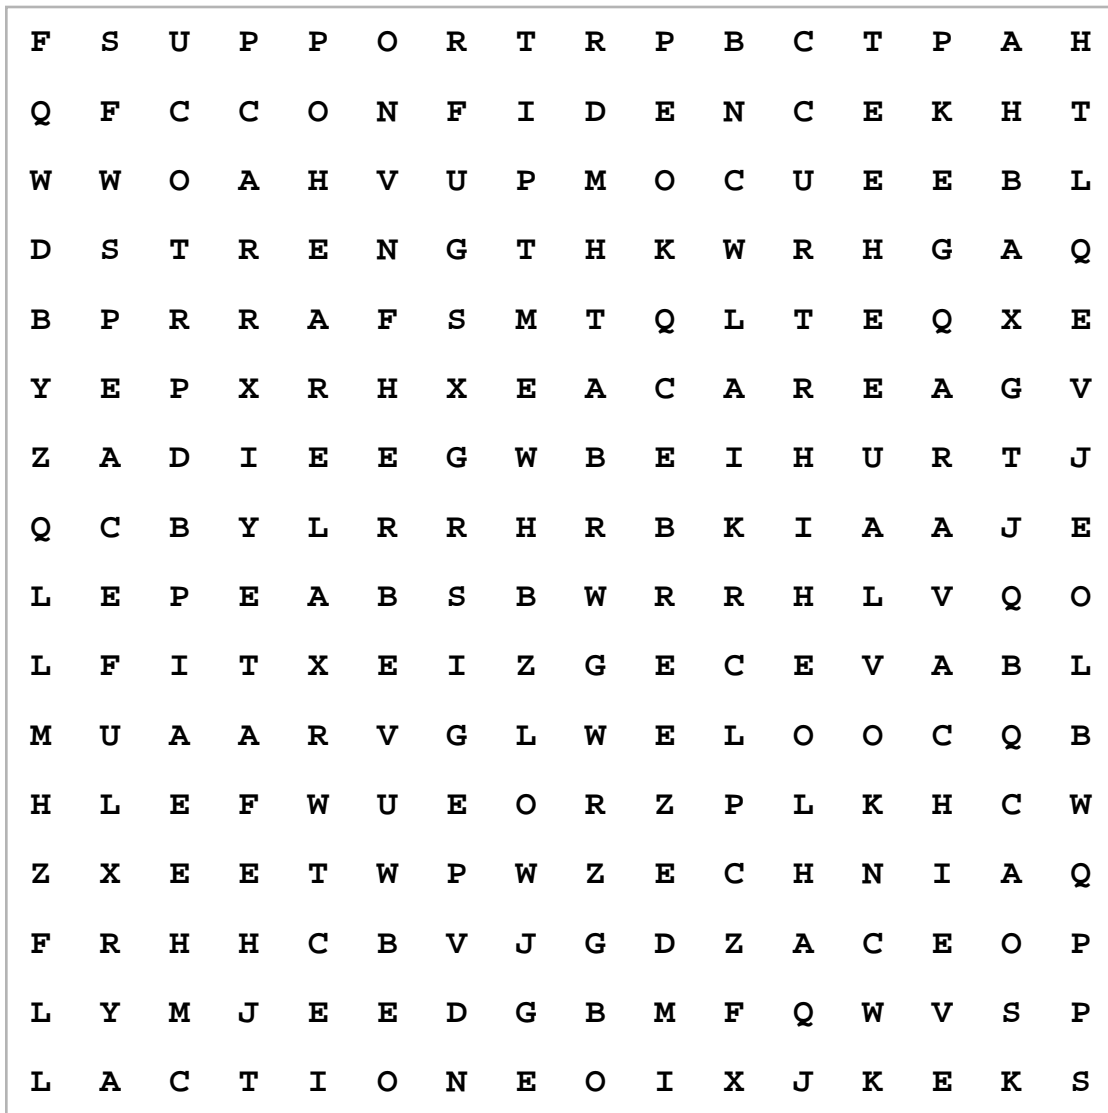 F S U P P O R T R P B C T P A H
Q F C C O N F I D E N C E K H T
W W O A H V U P M O C U E E B L
D S T R E N G T H K W R H G A Q
B P R R A F S M T Q L T E Q X E
Y E P X R H X E A C A R E A G V
Z A D I E E G W B E I H U R T J
Q C B Y L R R H R B K I A A J E
L E P E A B S B W R R H L V Q O
L F I T X E I Z G E C E V A B L
M U A A R V G L W E L O O C Q B
H L E F W U E O R Z P L K H C W
Z X E E T W P W Z E C H N I A Q
F R H H C B V J G D Z A C E O P
L Y M J E E D G B M F Q W V S P
L A C T I O N E O I X J K E K S